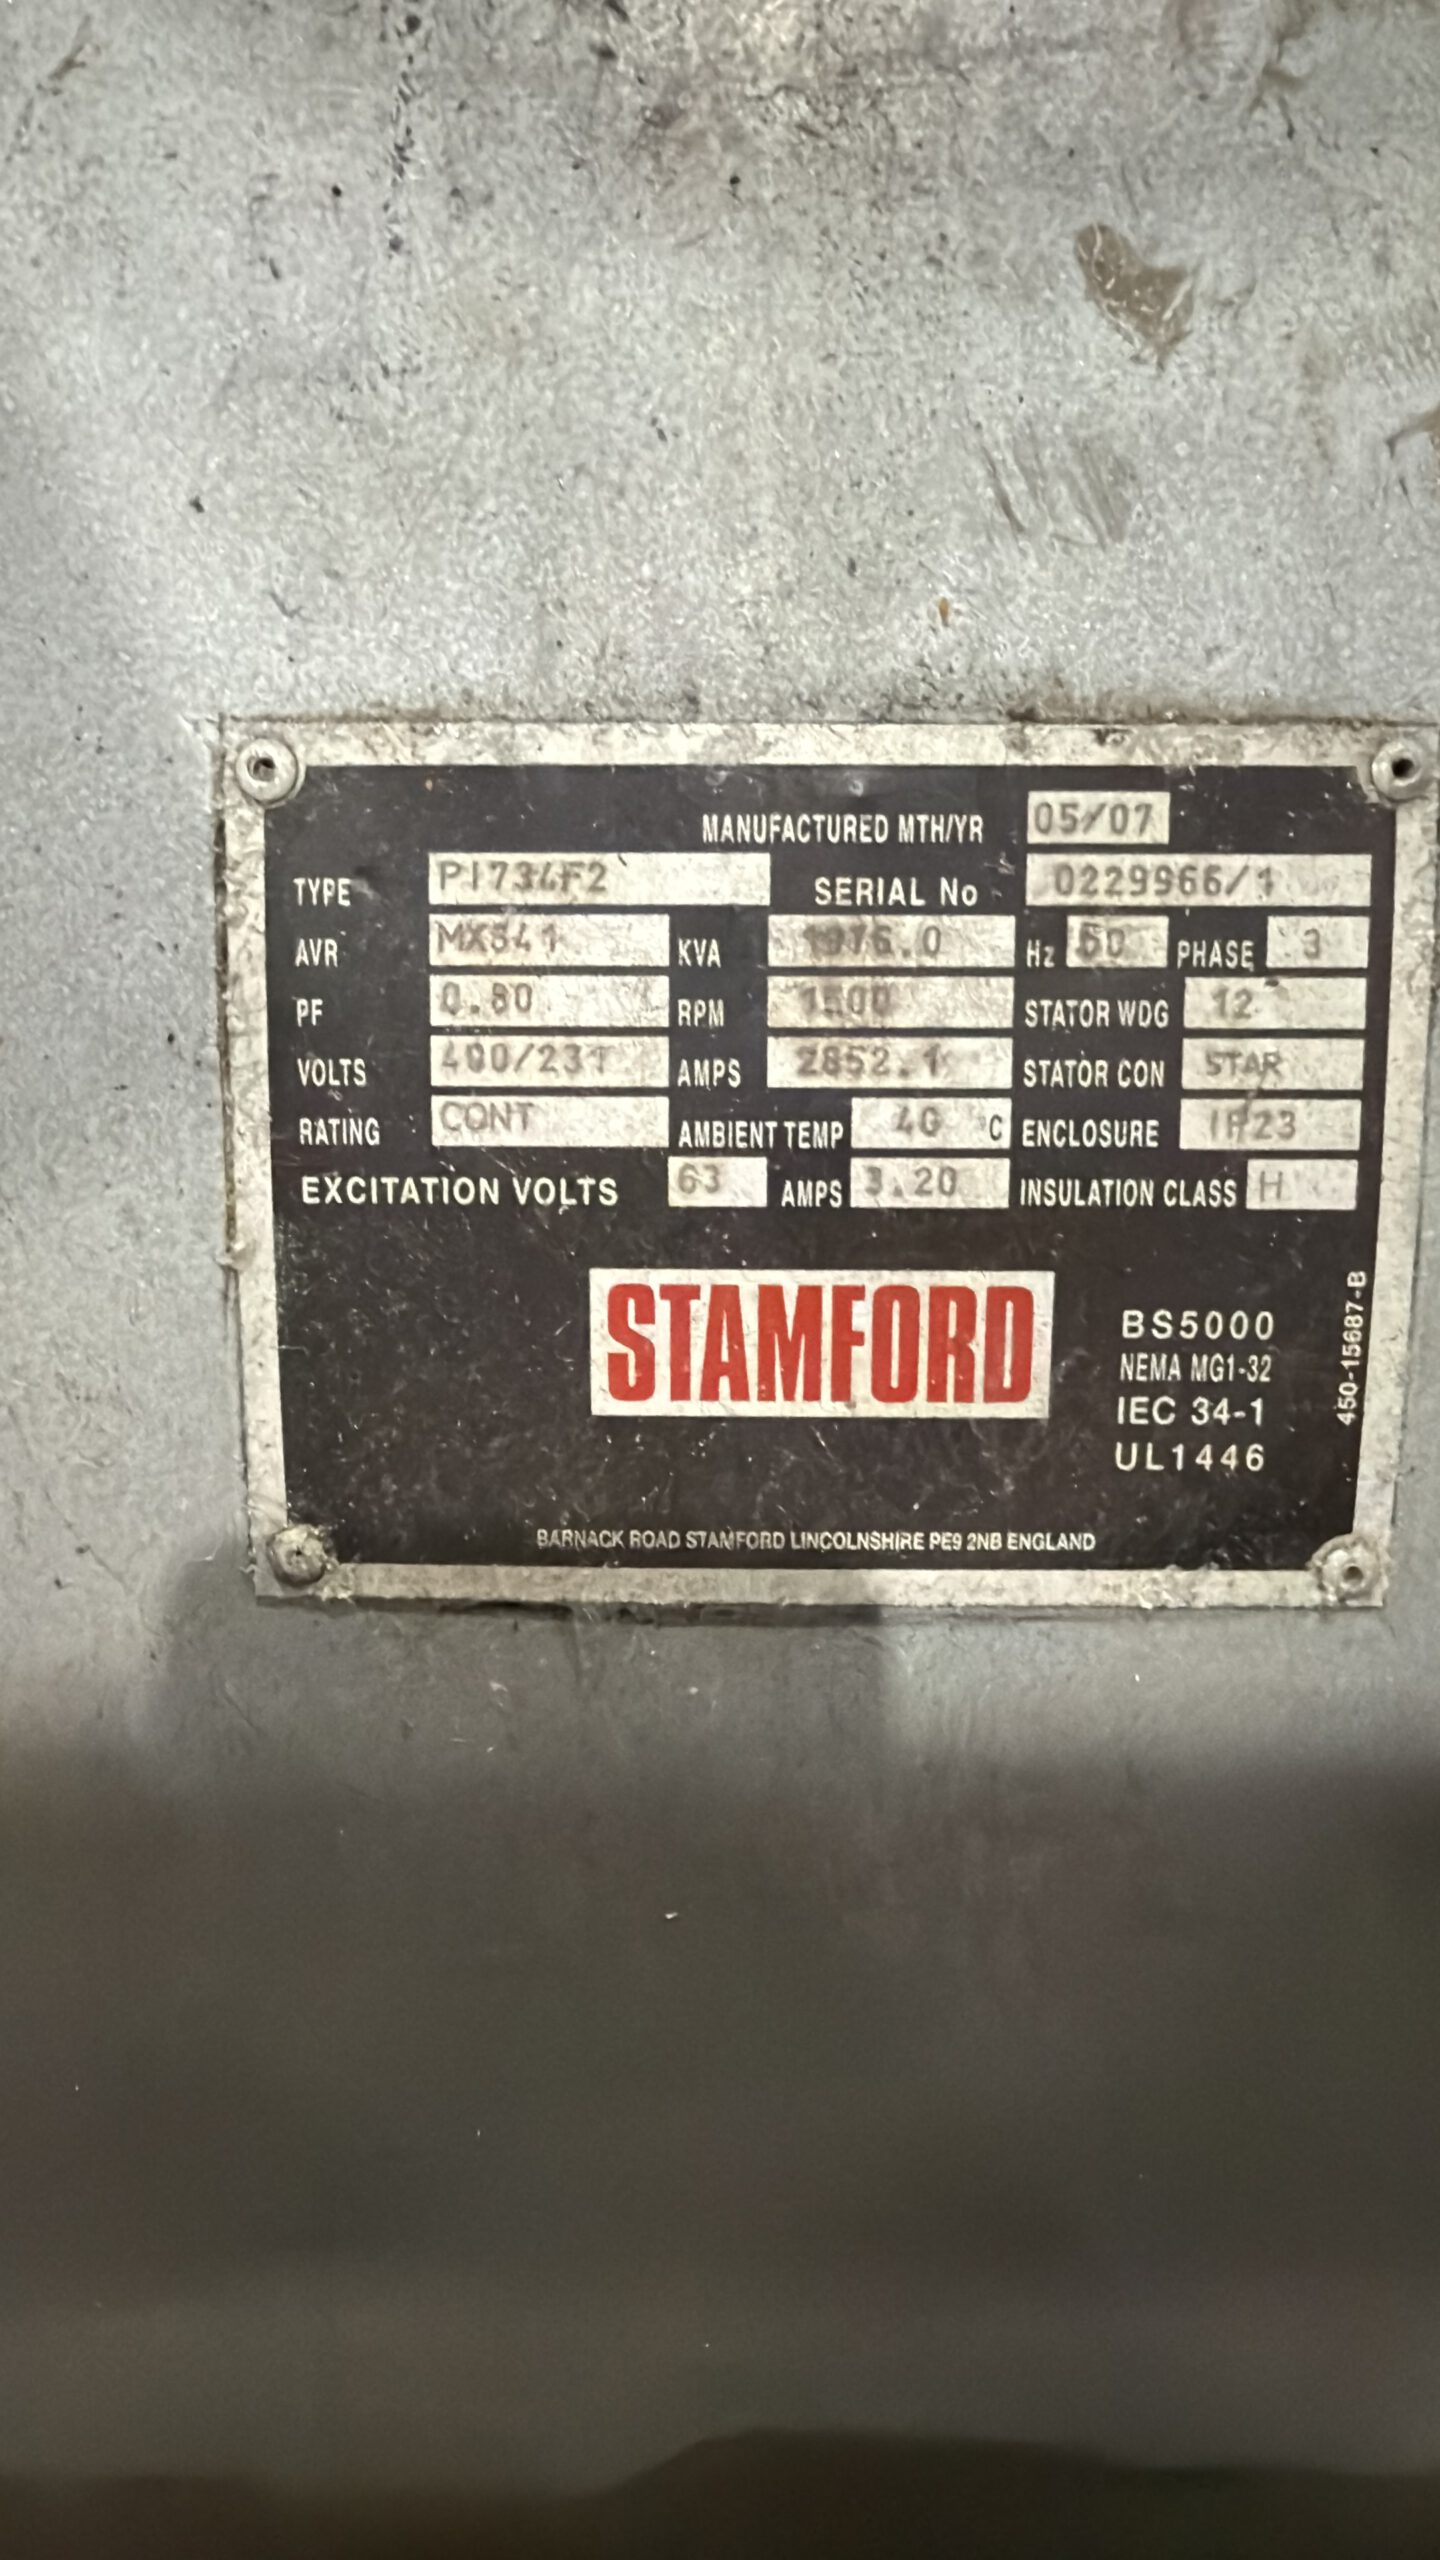 MANUFACTURED MTH/YR 05/07
TYPE PI734F2 SERIAL No 0229966/1
AVR MX341 KVA 1976.0 Hz 50 PHASE 3
PF 0.80 RPM 1500 STATOR WDG 12
VOLTS 400/231 AMPS 2852.1 STATOR CON STAR
RATING CONT AMBIENT TEMP 40 °C ENCLOSURE IP23
EXCITATION VOLTS 63 AMPS 3.20 INSULATION CLASS H
STAMFORD
BS5000
NEMA MG1-32
IEC 34-1
UL1446
450-15687-B
BARNACK ROAD STAMFORD LINCOLNSHIRE PE9 2NB ENGLAND